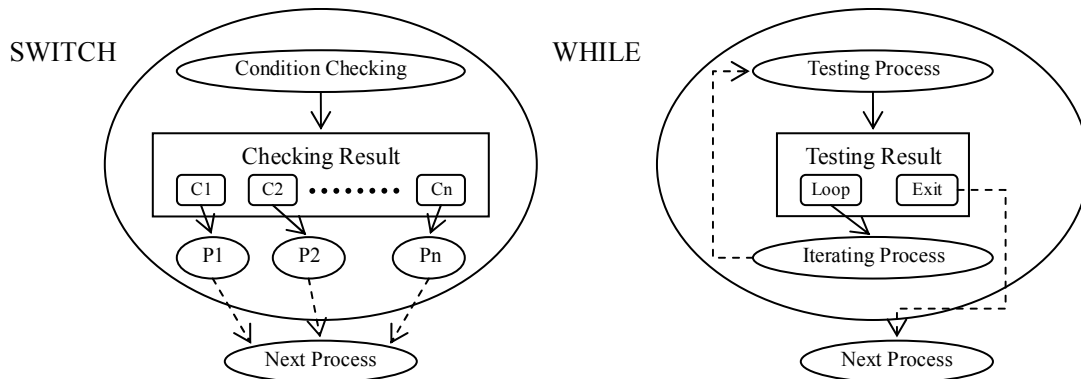 SWITCH
Condition Checking
Checking Result
C1 C2 ........ Cn
P1 P2 Pn
Next Process
WHILE
Testing Process
Testing Result
Loop Exit
Iterating Process
Next Process